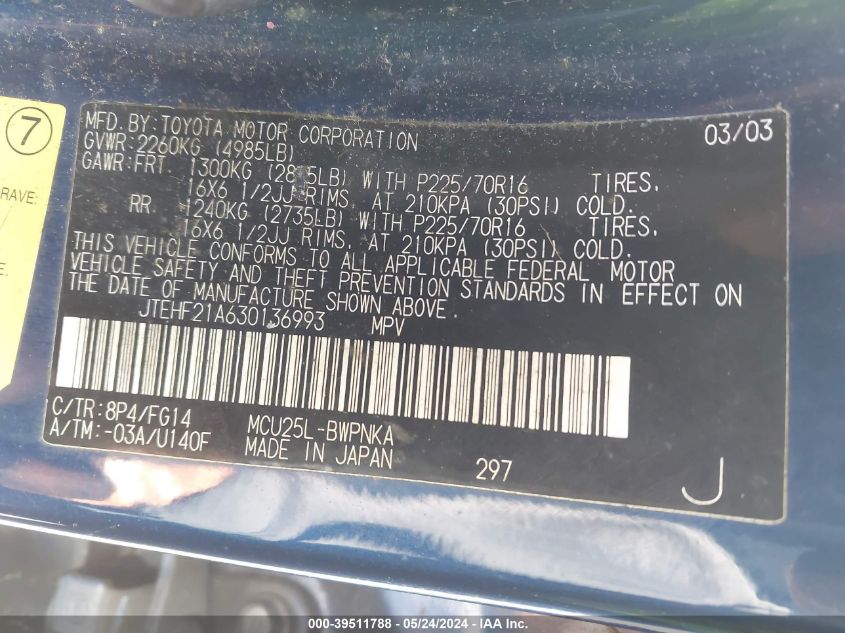 7
RAVE:
MFD. BY: TOYOTA MOTOR CORPORATION 03/03
GVWR: 2260KG (4985LB)
GAWR: FRT. 1300KG LB) WITH P225/70R16 TIRES.
16X6 1/2JJ RIMS. AT 210KPA (30PSI) COLD.
RR. 1240KG (2735LB) WITH P225/70R16 TIRES.
16X6 1/2JJ RIMS. AT 210KPA (30PSI) COLD.
THIS VEHICLE CONFORMS TO ALL APPLICABLE FEDERAL MOTOR
VEHICLE SAFETY AND THEFT PREVENTION STANDARDS IN EFFECT ON
THE DATE OF MANUFACTURE SHOWN ABOVE.
JTEHF21A630136993 MPV
C/TR: 8P4/FG14 MCU25L-BWPNKA
A/TM: -03A/U140F MADE IN JAPAN 297 J
000-39511788 - 05/24/2024 - IAA Inc.